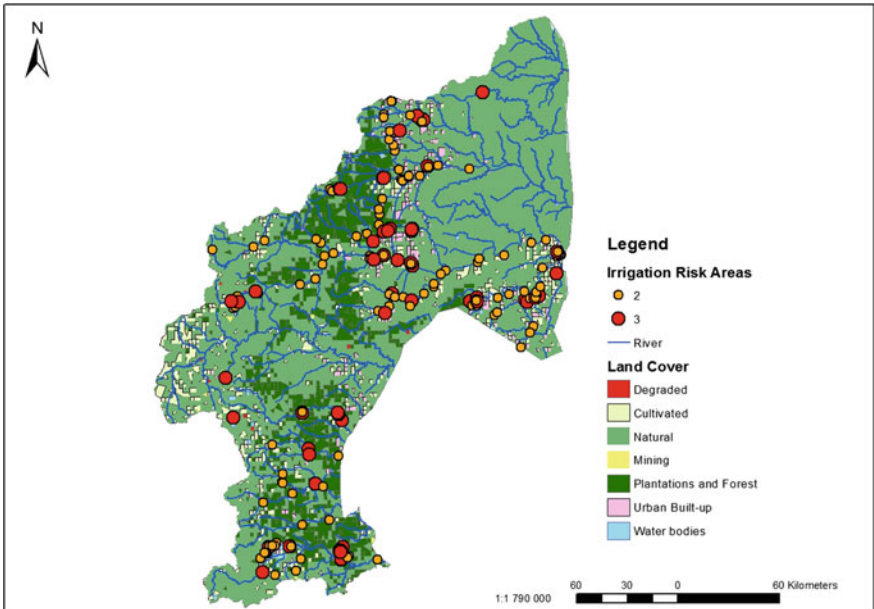 N
Legend
Irrigation Risk Areas
2
3
River
Land Cover
Degraded
Cultivated
Natural
Mining
Plantations and Forest
Urban Built-up
Water bodies
1:1 790 000
60 30 0 60 Kilometers